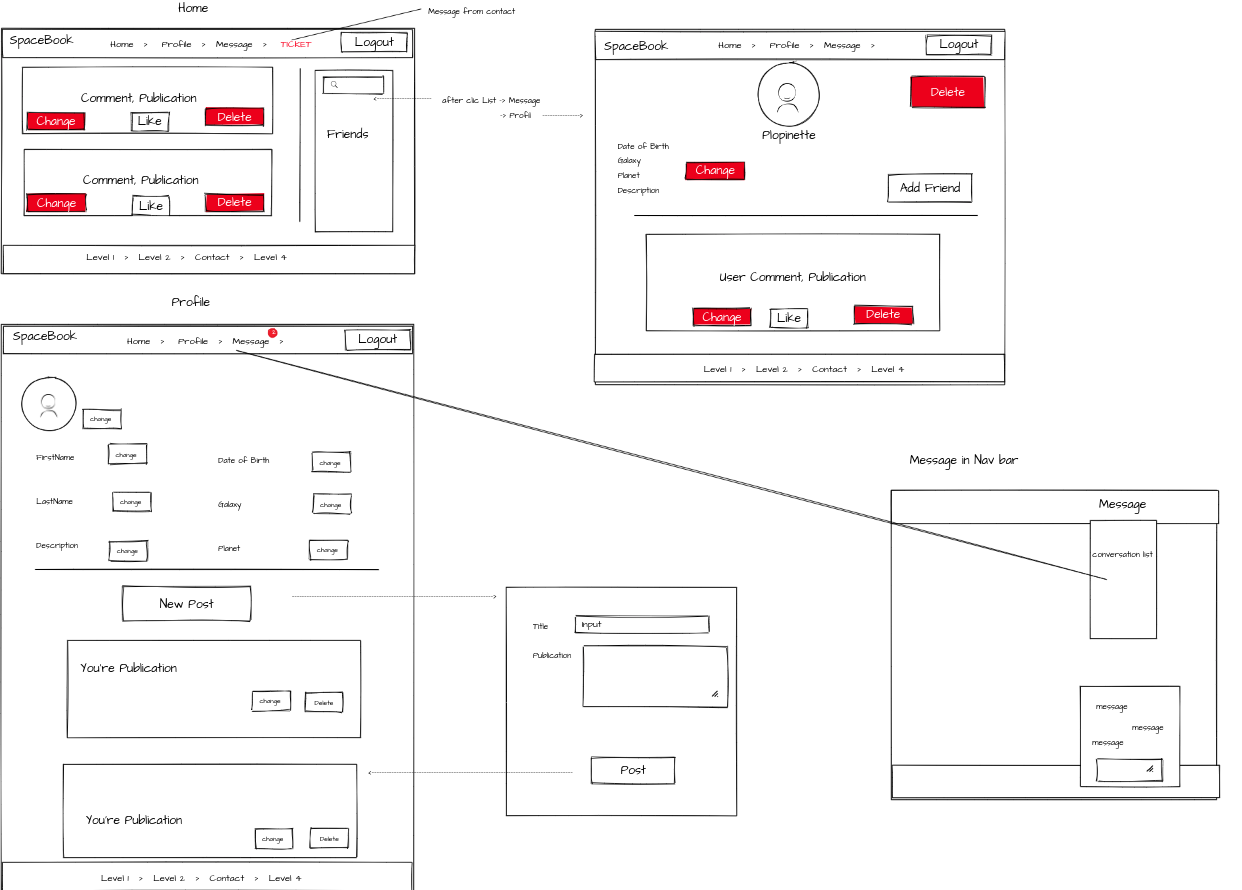 Home
Message from contact
SpaceBook
Home > Profile > Message > TICKET
Logout
Comment, Publication
Change
Like
Delete
Comment, Publication
Change
Like
Delete
Friends
Level 1 > Level 2 > Contact > Level 4
after clic List -> Message
-> Profil
SpaceBook
Home > Profile > Message >
Logout
Delete
Plopinette
Date of Birth
Galaxy
Planet
Description
Change
Add Friend
User Comment, Publication
Change
Like
Delete
Level 1 > Level 2 > Contact > Level 4
Profile
SpaceBook
Home > Profile > Message 2 >
Logout
change
FirstName change
Date of Birth change
LastName change
Galaxy change
Description change
Planet change
New Post
You're Publication
change
Delete
You're Publication
change
Delete
Level 1 > Level 2 > Contact > Level 4
Title
Input
Publication
Post
Message in Nav bar
Message
conversation list
message
message
message